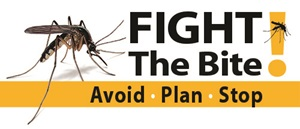 FIGHT
The Bite!
Avoid • Plan • Stop